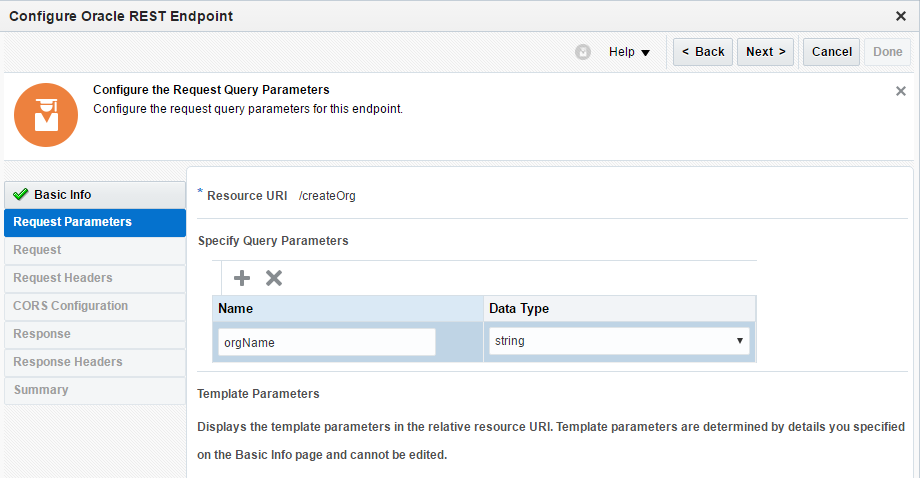 Configure Oracle REST Endpoint
Help
< Back
Next >
Cancel
Done
Configure the Request Query Parameters
Configure the request query parameters for this endpoint.
Basic Info
Request Parameters
Request
Request Headers
CORS Configuration
Response
Response Headers
Summary
* Resource URI /createOrg
Specify Query Parameters
Name Data Type
orgName string
Template Parameters
Displays the template parameters in the relative resource URI. Template parameters are determined by details you specified
on the Basic Info page and cannot be edited.